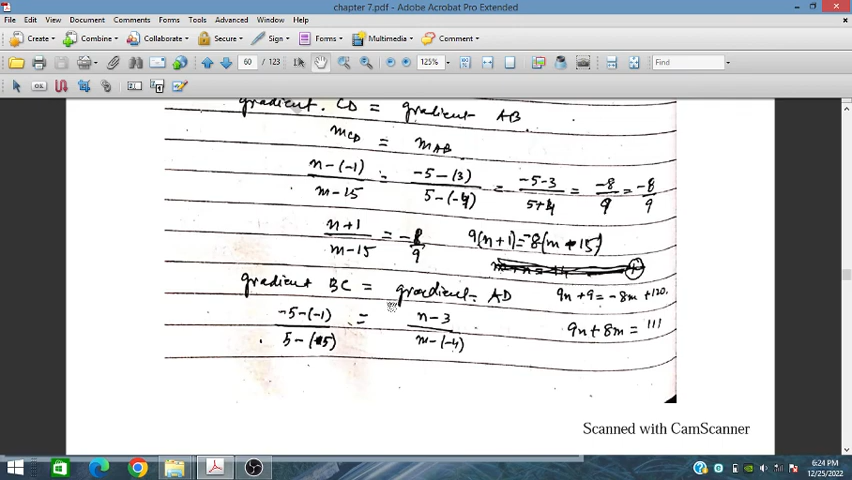 chapter 7.pdf - Adobe Acrobat Pro Extended
File Edit View Document Comments Forms Tools Advanced Window Help
Create Combine Collaborate Secure Sign Forms Multimedia Comment
60 / 123 125% Find
gradient. CD = gradient AB.
mCD = mAB
n-(-1) / m-15 = -5-(3) / 5-(-4) = -5-3 / 5+4 = -8/9 = -8/9
n+1 / m-15 = -8/9 9(n+1)=-8(m-15)
gradient BC = gradient AD 9n+9=-8m+120.
-5-(-1) / 5-(15) = n-3 / m-(-4) 9n+8m=111
Scanned with CamScanner
6:24 PM
12/25/2022